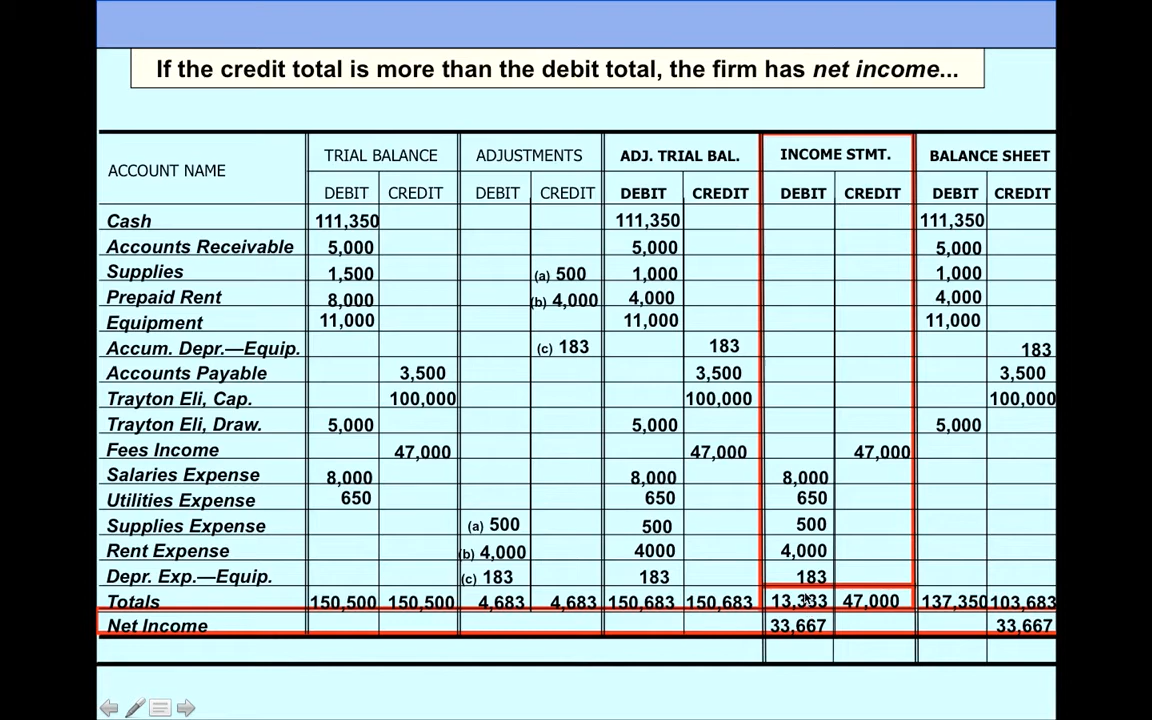 If the credit total is more than the debit total, the firm has net income...
ACCOUNT NAME TRIAL BALANCE ADJUSTMENTS ADJ. TRIAL BAL. INCOME STMT. BALANCE SHEET
DEBIT CREDIT DEBIT CREDIT DEBIT CREDIT DEBIT CREDIT DEBIT CREDIT
Cash 111,350 111,350 111,350
Accounts Receivable 5,000 5,000 5,000
Supplies 1,500 (a) 500 1,000 1,000
Prepaid Rent 8,000 (b) 4,000 4,000 4,000
Equipment 11,000 11,000 11,000
Accum. Depr.—Equip. (c) 183 183 183
Accounts Payable 3,500 3,500 3,500
Trayton Eli, Cap. 100,000 100,000 100,000
Trayton Eli, Draw. 5,000 5,000 5,000
Fees Income 47,000 47,000 47,000
Salaries Expense 8,000 8,000 8,000
Utilities Expense 650 650 650
Supplies Expense (a) 500 500 500
Rent Expense (b) 4,000 4000 4,000
Depr. Exp.—Equip. (c) 183 183 183
Totals 150,500 150,500 4,683 4,683 150,683 150,683 13,333 47,000 137,350 103,683
Net Income 33,667 33,667